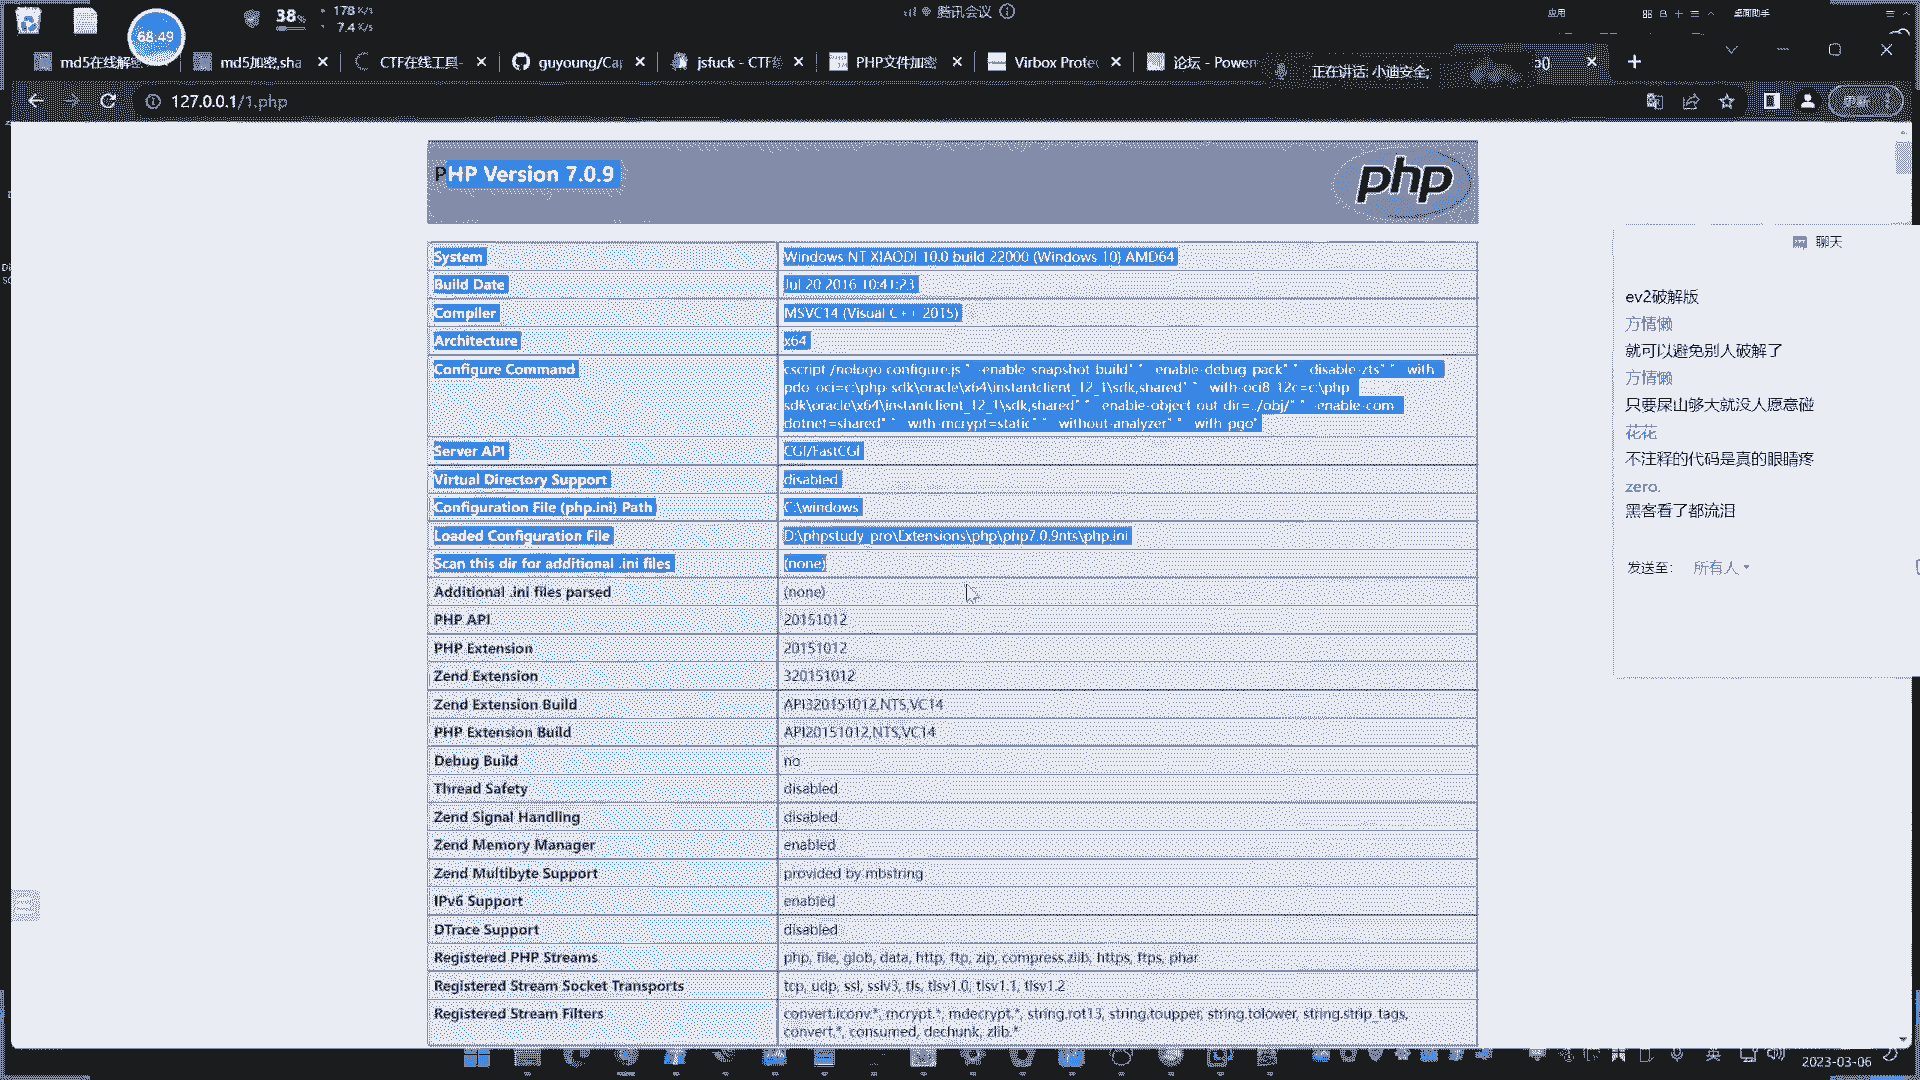 38%
178 K/s
7.4 K/s
腾讯会议
应用
桌面助手
68:49
md5在线解密
md5加密,sha
CTF在线工具-
guyoung/Cap
jsfuck - CTF
PHP文件加密
Virbox Prote
论坛 - Power
正在讲话: 小迪安全;
127.0.0.1/1.php
更新
PHP Version 7.0.9
php
System
Windows NT XIAODI 10.0 build 22000 (Windows 10) AMD64
Build Date
Jul 20 2016 10:41:23
Compiler
MSVC14 (Visual C++ 2015)
Architecture
x64
Configure Command
cscript /nologo configure.js "--enable-snapshot-build" "--enable-debug-pack" "--disable-zts" "--with-
pdo-oci=c:\php-sdk\oracle\x64\instantclient_12_1\sdk,shared" "--with-oci8-12c=c:\php-
sdk\oracle\x64\instantclient_12_1\sdk,shared" "--enable-object-out-dir=../obj/" "--enable-com-
dotnet=shared" "--with-mcrypt=static" "--without-analyzer" "--with-pgo"
Server API
CGI/FastCGI
Virtual Directory Support
disabled
Configuration File (php.ini) Path
C:\windows
Loaded Configuration File
D:\phpstudy_pro\Extensions\php\php7.0.9nts\php.ini
Scan this dir for additional .ini files
(none)
Additional .ini files parsed
(none)
PHP API
20151012
PHP Extension
20151012
Zend Extension
320151012
Zend Extension Build
API320151012,NTS,VC14
PHP Extension Build
API20151012,NTS,VC14
Debug Build
no
Thread Safety
disabled
Zend Signal Handling
disabled
Zend Memory Manager
enabled
Zend Multibyte Support
provided by mbstring
IPv6 Support
enabled
DTrace Support
disabled
Registered PHP Streams
php, file, glob, data, http, ftp, zip, compress.zlib, https, ftps, phar
Registered Stream Socket Transports
tcp, udp, ssl, sslv3, tls, tlsv1.0, tlsv1.1, tlsv1.2
Registered Stream Filters
convert.iconv.*, mcrypt.*, mdecrypt.*, string.rot13, string.toupper, string.tolower, string.strip_tags,
convert.*, consumed, dechunk, zlib.*
聊天
ev2破解版
方情懒
就可以避免别人破解了
方情懒
只要屎山够大就没人愿意碰
花花
不注释的代码是真的眼睛疼
zero.
黑客看了都流泪
发送至:
所有人
英
2023-03-06